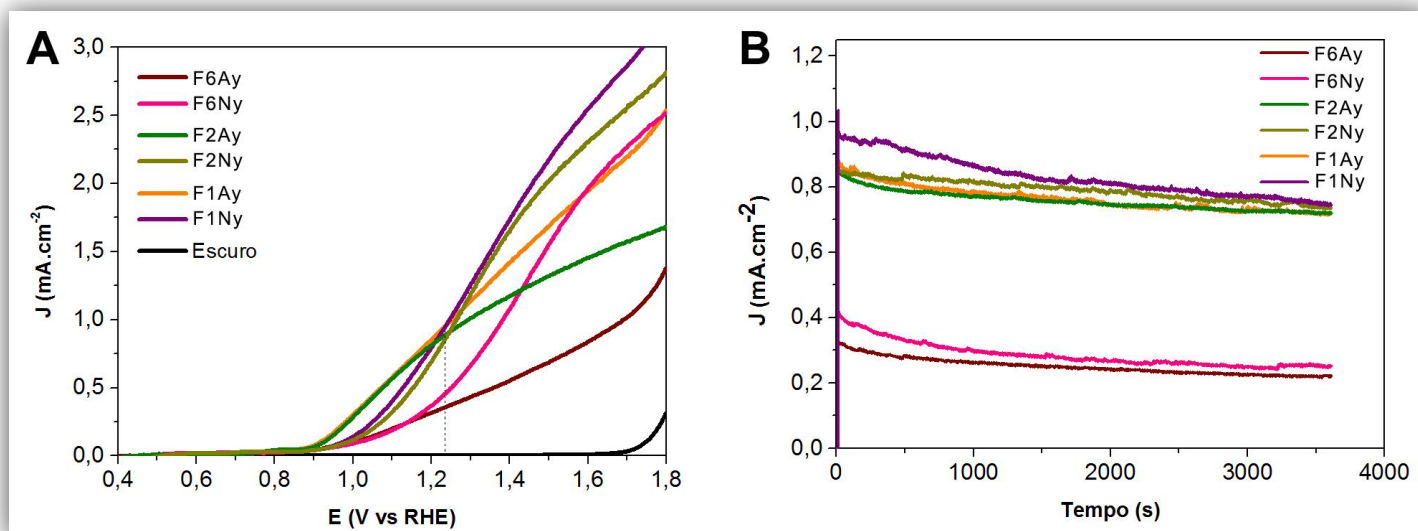 A
3,0
2,5
2,0
1,5
1,0
0,5
0,0
J (mA.cm⁻²)
F6Ay
F6Ny
F2Ay
F2Ny
F1Ay
F1Ny
Escuro
0,4 0,6 0,8 1,0 1,2 1,4 1,6 1,8
E (V vs RHE)
B
1,2
1,0
0,8
0,6
0,4
0,2
0,0
J (mA.cm-2)
F6Ay
F6Ny
F2Ay
F2Ny
F1Ay
F1Ny
0 1000 2000 3000 4000
Tempo (s)